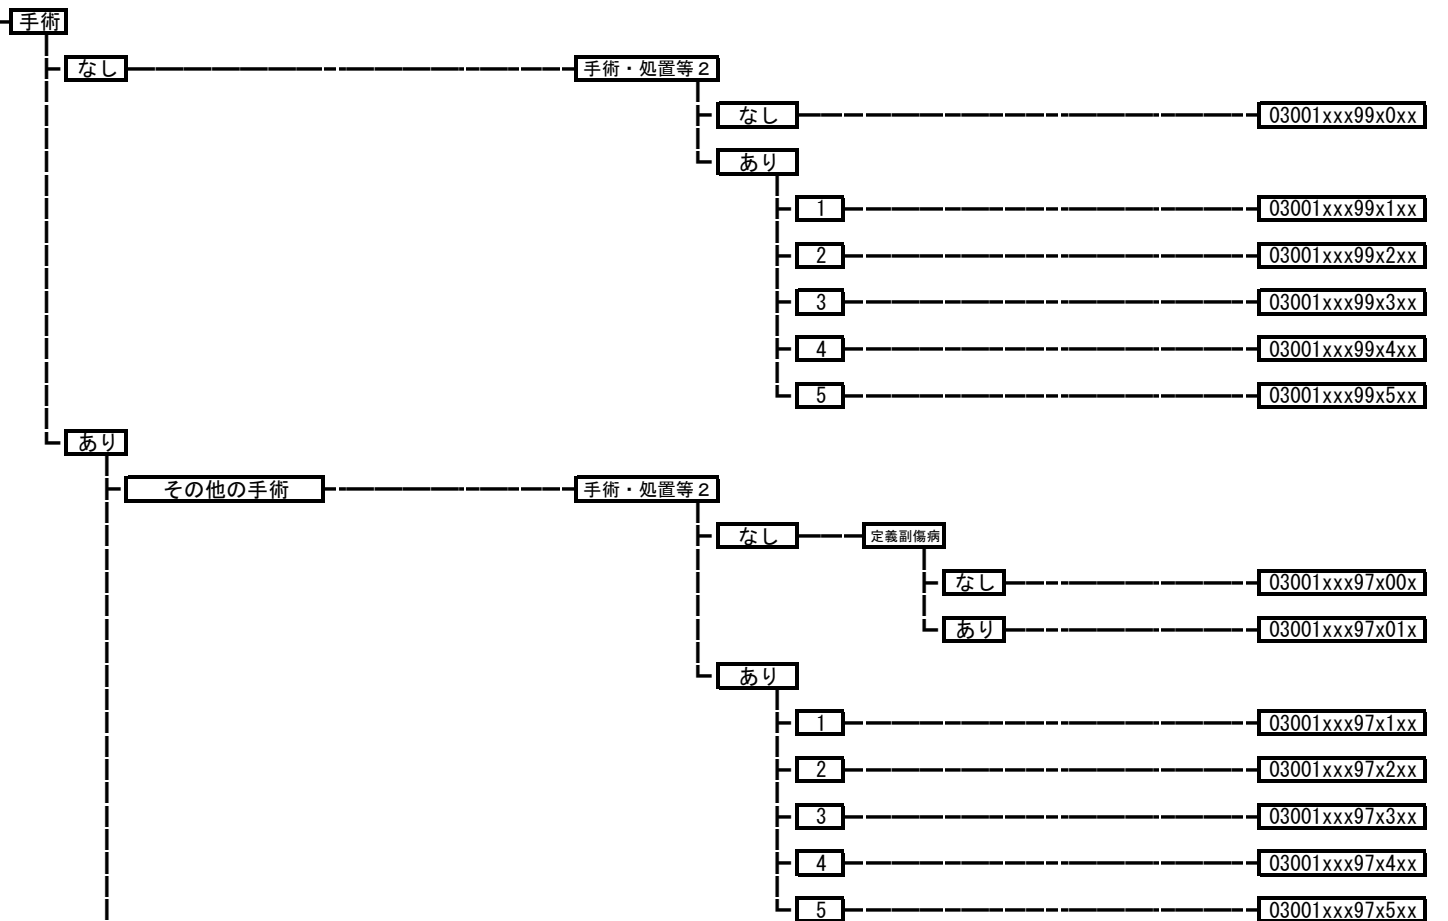 手術
なし 手術・処置等２
なし 03001xxx99x0xx
あり
1 03001xxx99x1xx
2 03001xxx99x2xx
3 03001xxx99x3xx
4 03001xxx99x4xx
5 03001xxx99x5xx
あり
その他の手術 手術・処置等２
なし 定義副傷病
なし 03001xxx97x00x
あり 03001xxx97x01x
あり
1 03001xxx97x1xx
2 03001xxx97x2xx
3 03001xxx97x3xx
4 03001xxx97x4xx
5 03001xxx97x5xx